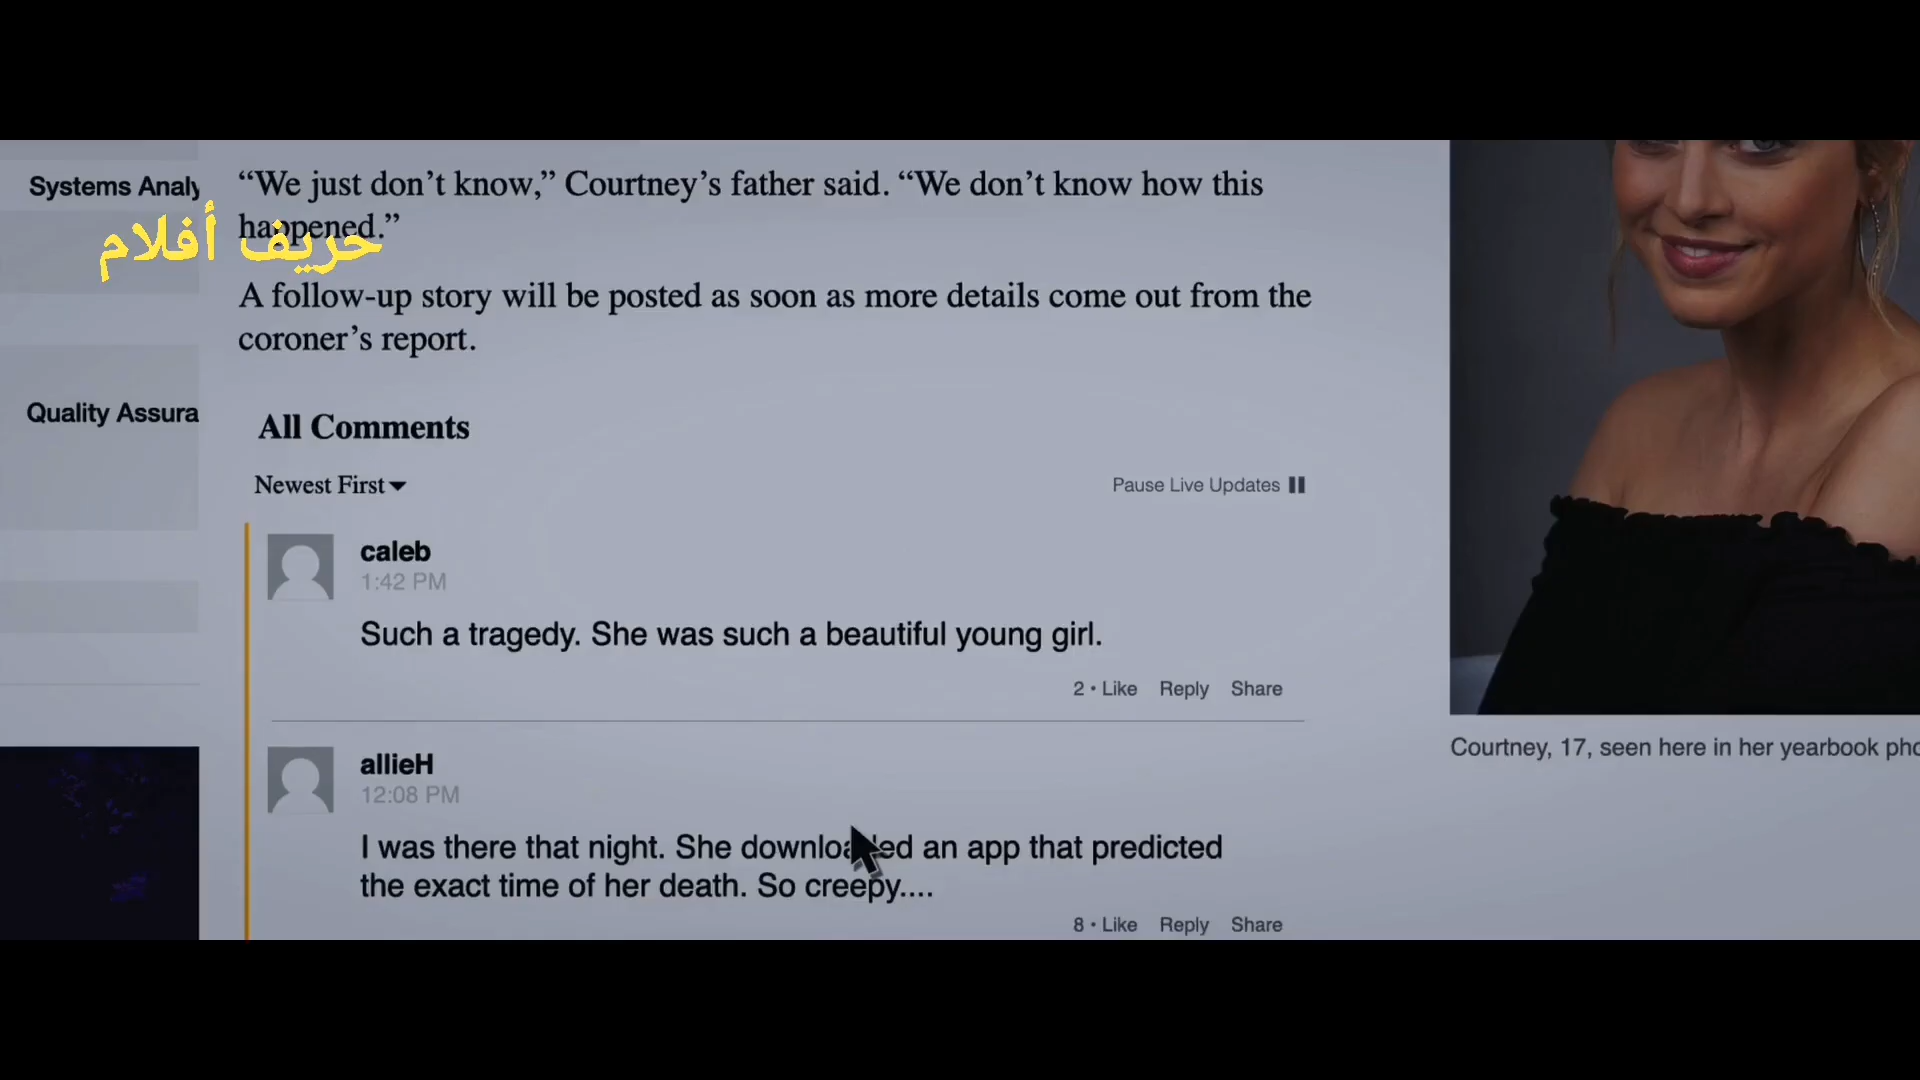 Systems Analy
“We just don’t know,” Courtney’s father said. “We don’t know how this
happened.”
حريف أفلام
A follow-up story will be posted as soon as more details come out from the
coroner’s report.
Quality Assura
All Comments
Newest First
Pause Live Updates
caleb
1:42 PM
Such a tragedy. She was such a beautiful young girl.
2 • Like Reply Share
allieH
12:08 PM
I was there that night. She downloaded an app that predicted
the exact time of her death. So creepy....
8 • Like Reply Share
Courtney, 17, seen here in her yearbook pho